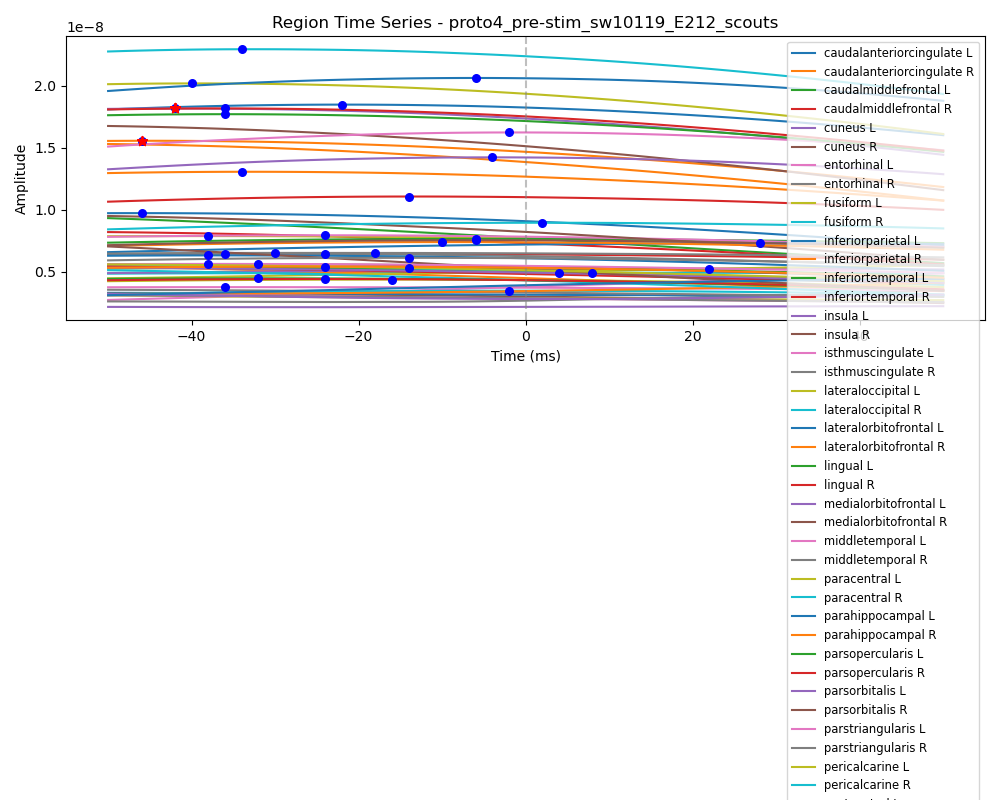 Region Time Series - proto4_pre-stim_sw10119_E212_scouts
1e−8
2.0
1.5
1.0
0.5
Amplitude
−40
−20
0
20
Time (ms)
caudalanteriorcingulate L
caudalanteriorcingulate R
caudalmiddlefrontal L
caudalmiddlefrontal R
cuneus L
cuneus R
entorhinal L
entorhinal R
fusiform L
fusiform R
inferiorparietal L
inferiorparietal R
inferiortemporal L
inferiortemporal R
insula L
insula R
isthmuscingulate L
isthmuscingulate R
lateraloccipital L
lateraloccipital R
lateralorbitofrontal L
lateralorbitofrontal R
lingual L
lingual R
medialorbitofrontal L
medialorbitofrontal R
middletemporal L
middletemporal R
paracentral L
paracentral R
parahippocampal L
parahippocampal R
parsopercularis L
parsopercularis R
parsorbitalis L
parsorbitalis R
parstriangularis L
parstriangularis R
pericalcarine L
pericalcarine R